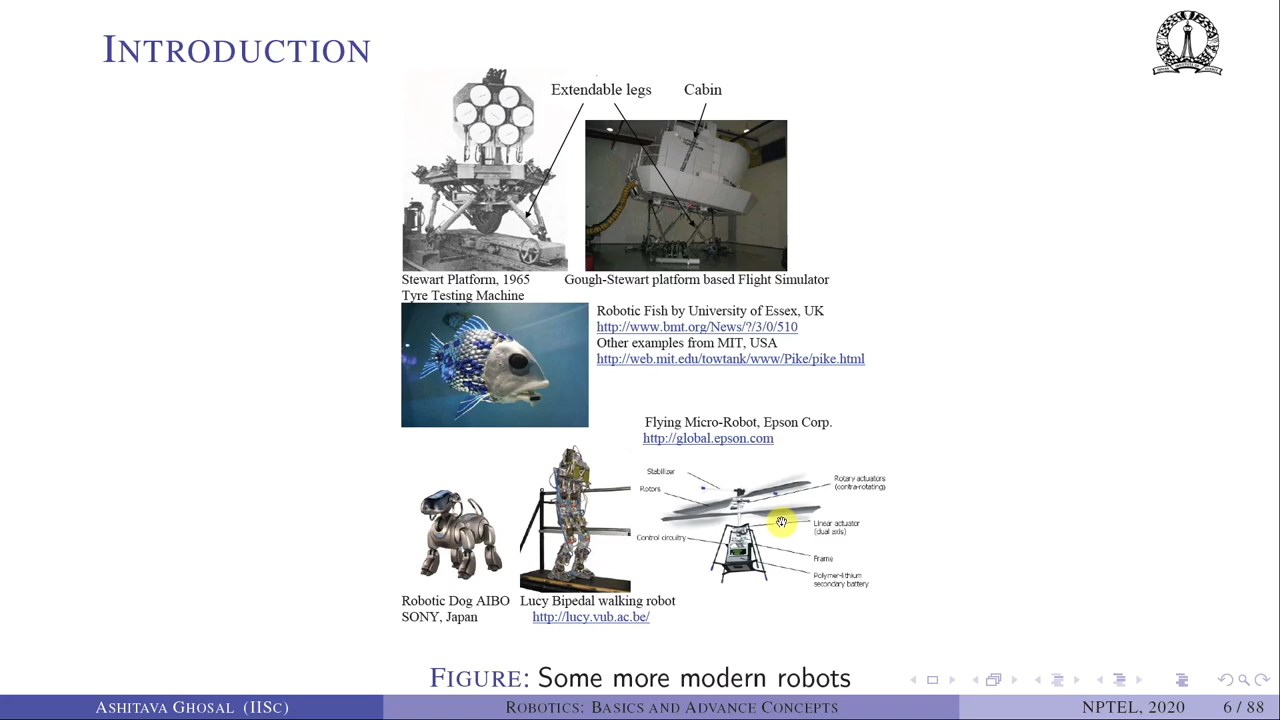 INTRODUCTION
Extendable legs
Cabin
Stewart Platform, 1965
Tyre Testing Machine
Gough-Stewart platform based Flight Simulator
Robotic Fish by University of Essex, UK
http://www.bmt.org/News/?/3/0/510
Other examples from MIT, USA
http://web.mit.edu/towtank/www/Pike/pike.html
Flying Micro-Robot, Epson Corp.
http://global.epson.com
Stabilizer
Rotors
Control circuitry
Rotary actuators
(contra-rotating)
Linear actuator
(dual axis)
Frame
Polymer-lithium
secondary battery
Robotic Dog AIBO
SONY, Japan
Lucy Bipedal walking robot
http://lucy.vub.ac.be/
FIGURE: Some more modern robots
ASHITAVA GHOSAL (IISC)
ROBOTICS: BASICS AND ADVANCE CONCEPTS
NPTEL, 2020
6 / 88